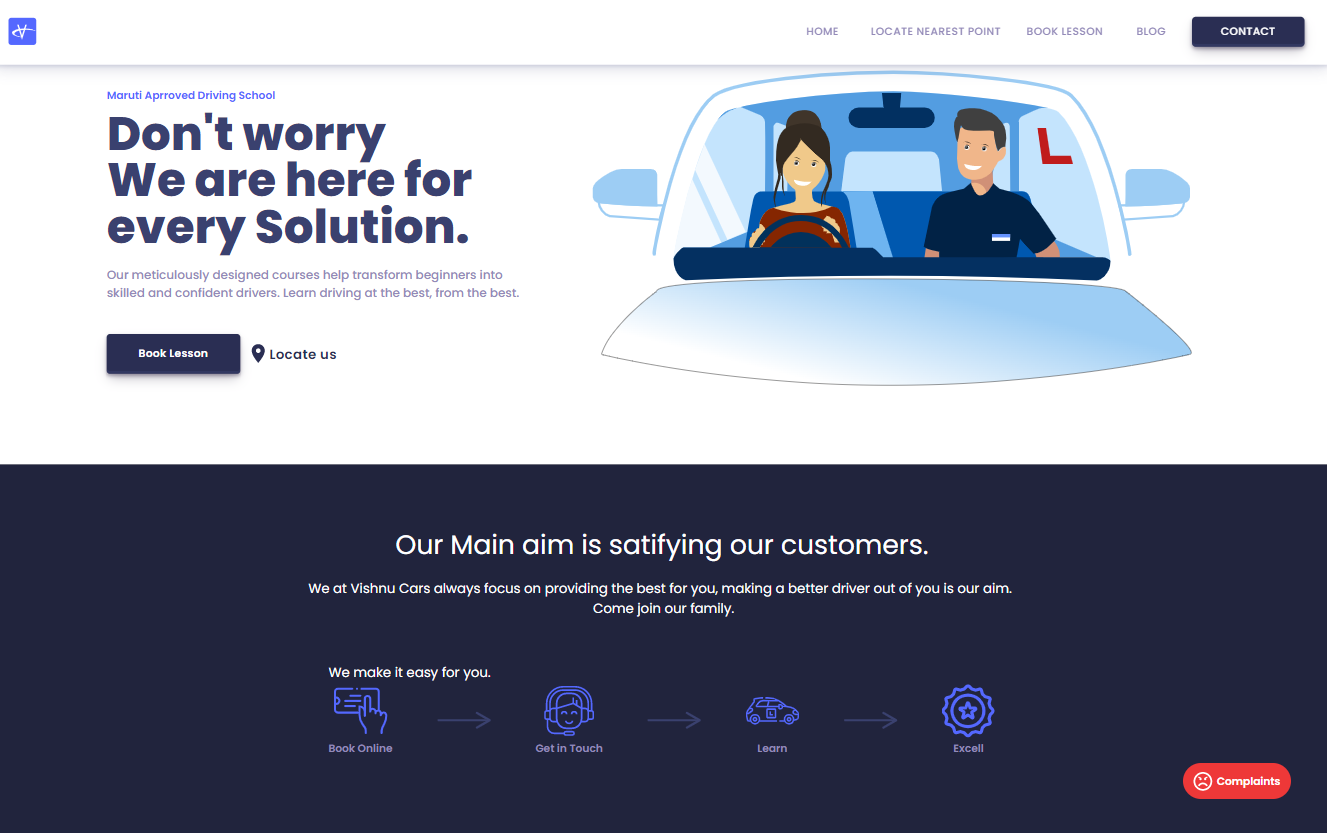 HOME
LOCATE NEAREST POINT
BOOK LESSON
BLOG
CONTACT
Maruti Aprroved Driving School
Don't worry
We are here for
every Solution.
Our meticulously designed courses help transform beginners into
skilled and confident drivers. Learn driving at the best, from the best.
Book Lesson
Locate us
L
Our Main aim is satifying our customers.
We at Vishnu Cars always focus on providing the best for you, making a better driver out of you is our aim.
Come join our family.
We make it easy for you.
Book Online
Get in Touch
L
Learn
Excell
Complaints